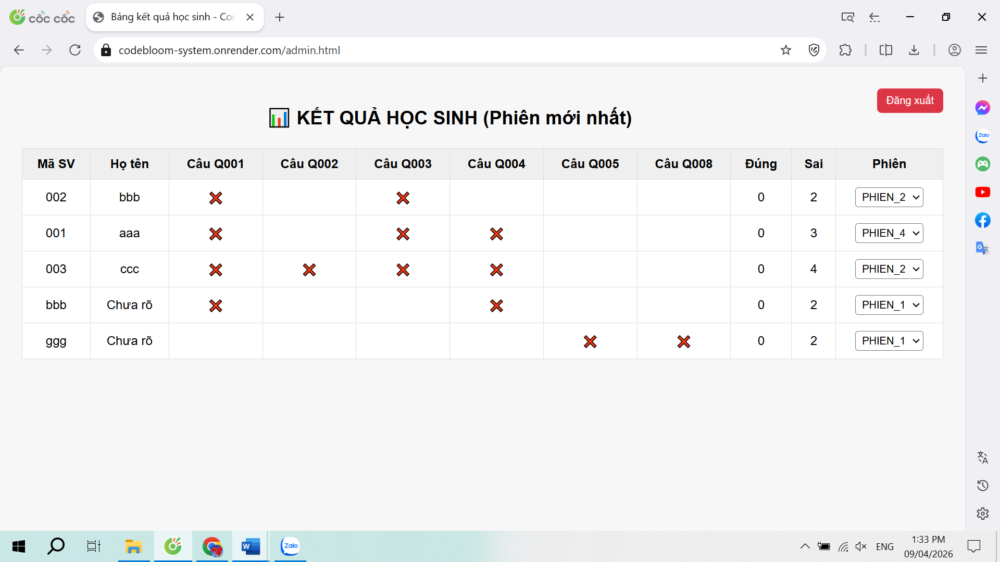 cốc cốc
Bảng kết quả học sinh - Coc
codebloom-system.onrender.com/admin.html
Đăng xuất
KẾT QUẢ HỌC SINH (Phiên mới nhất)
Mã SV Họ tên Câu Q001 Câu Q002 Câu Q003 Câu Q004 Câu Q005 Câu Q008 Đúng Sai Phiên
002 bbb ❌ ❌ 0 2 PHIEN_2
001 aaa ❌ ❌ ❌ 0 3 PHIEN_4
003 ccc ❌ ❌ ❌ ❌ 0 4 PHIEN_2
bbb Chưa rõ ❌ ❌ 0 2 PHIEN_1
ggg Chưa rõ ❌ ❌ 0 2 PHIEN_1
Zalo
Zalo
ENG
1:33 PM
09/04/2026